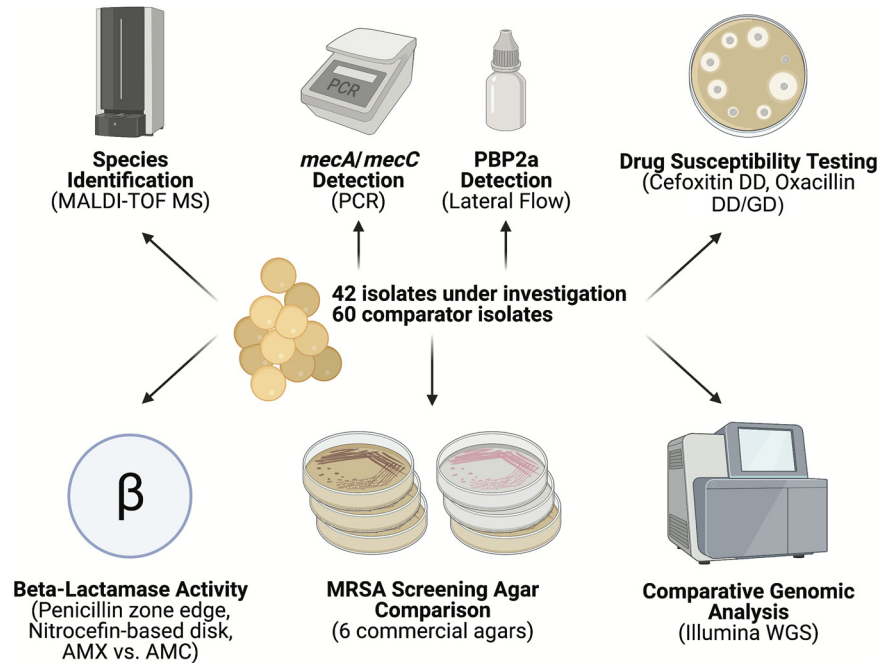 PCR
Species
Identification
(MALDI-TOF MS)
mecA/mecC
Detection
(PCR)
PBP2a
Detection
(Lateral Flow)
Drug Susceptibility Testing
(Cefoxitin DD, Oxacillin
DD/GD)
42 isolates under investigation
60 comparator isolates
β
Beta-Lactamase Activity
(Penicillin zone edge,
Nitrocefin-based disk,
AMX vs. AMC)
MRSA Screening Agar
Comparison
(6 commercial agars)
Comparative Genomic
Analysis
(Illumina WGS)